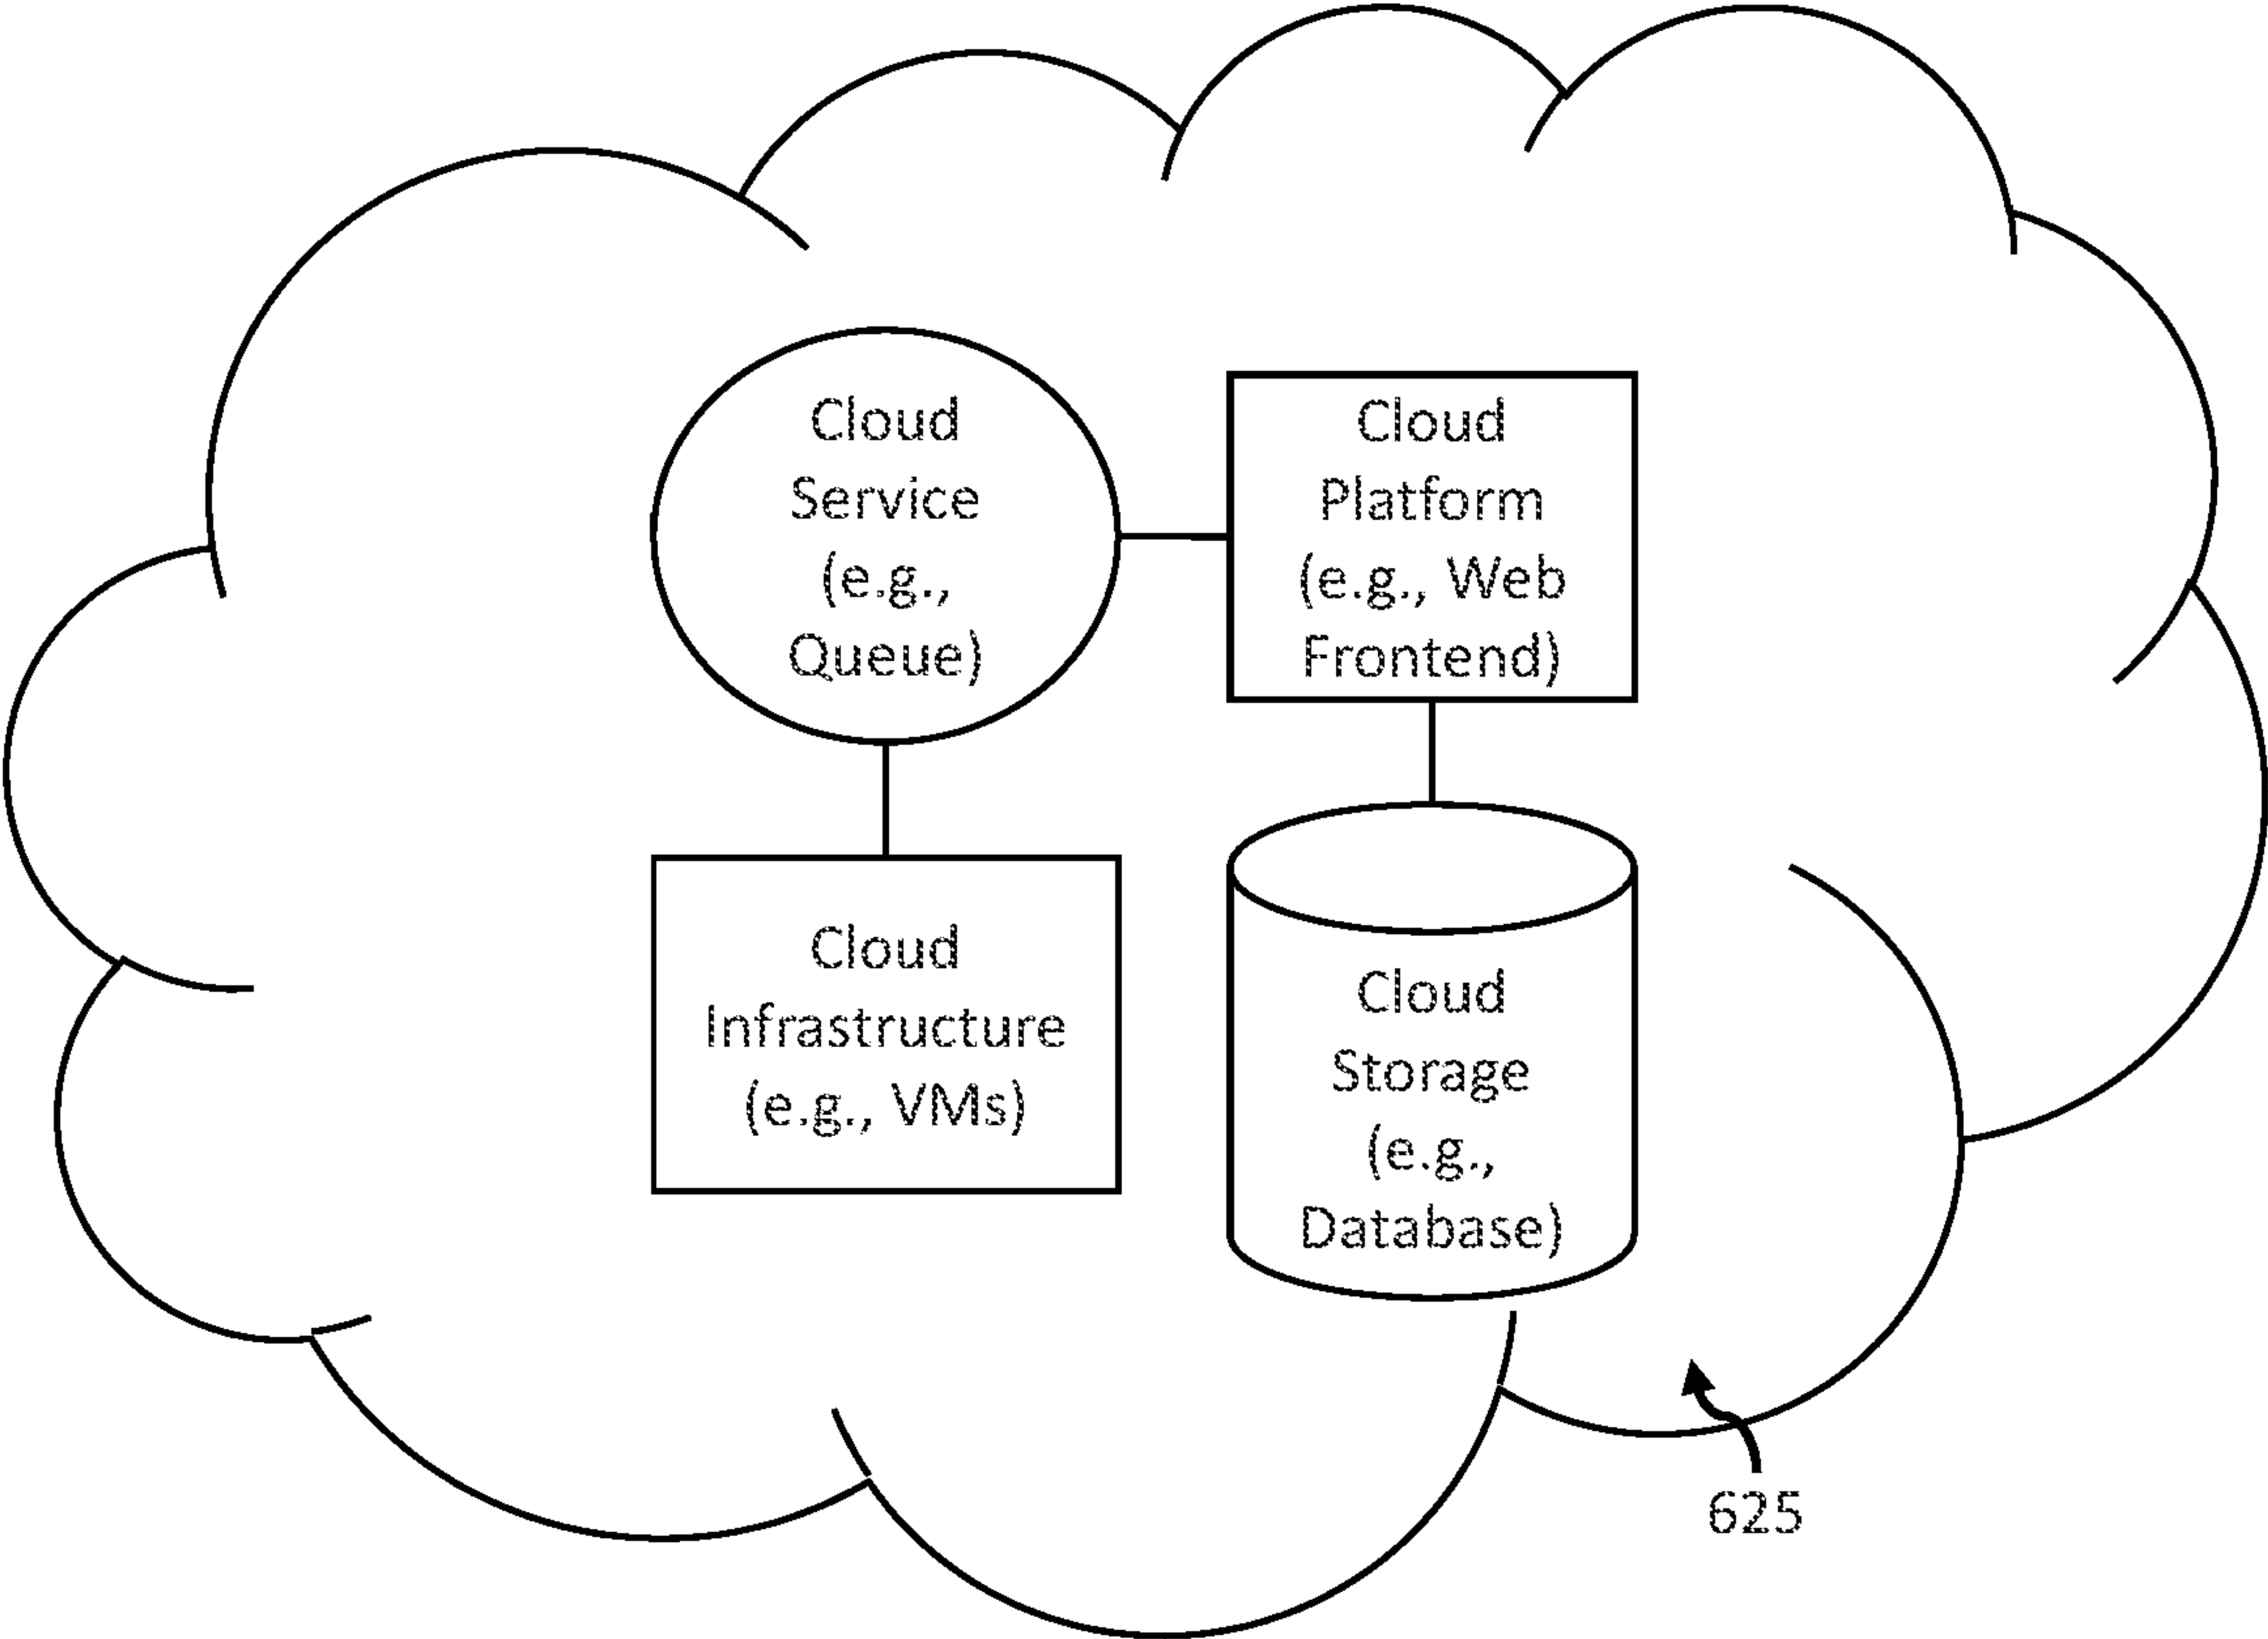 Cloud
Service
(e.g.,
Queue)
Cloud
Platform
(e.g., Web
Frontend)
Cloud
Infrastructure
(e.g., VMs)
Cloud
Storage
(e.g.,
Database)
625